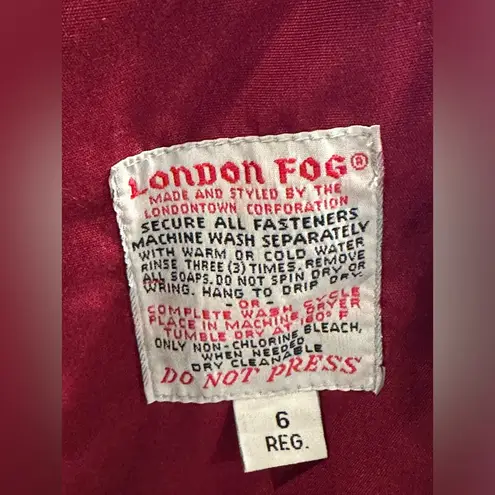 LONDON FOG®
MADE AND STYLED BY THE
LONDONTOWN CORPORATION
SECURE ALL FASTENERS
MACHINE WASH SEPARATELY
WITH WARM OR COLD WATER
RINSE THREE (3) TIMES. REMOVE
ALL SOAPS. DO NOT SPIN DRY OR
WRING. HANG TO DRIP DRY.
- OR -
COMPLETE WASH CYCLE
PLACE IN MACHINE DRYER
TUMBLE DRY AT 160° F
ONLY NON-CHLORINE BLEACH,
WHEN NEEDED
DRY CLEANABLE
DO NOT PRESS
6
REG.